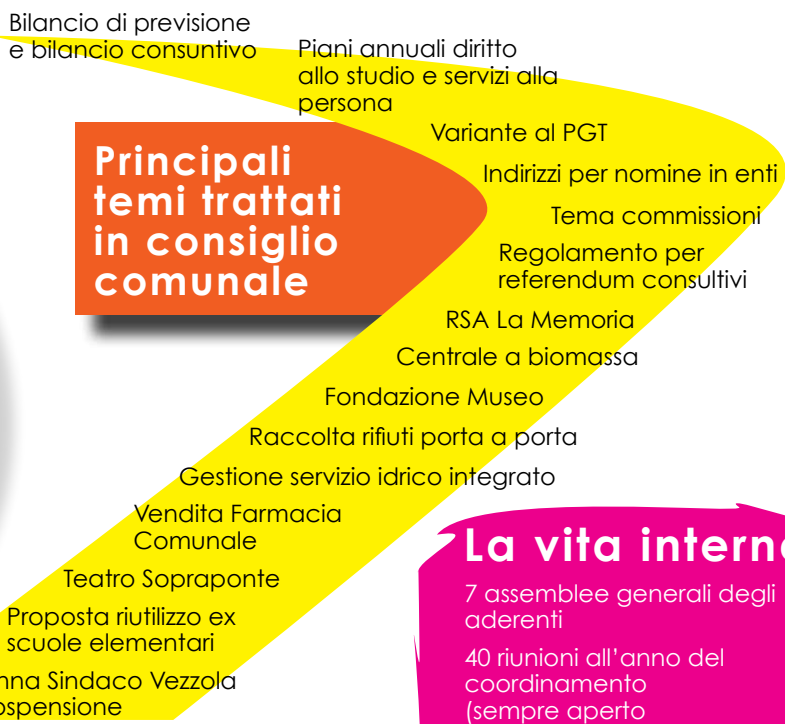 Bilancio di previsione
e bilancio consuntivo
Piani annuali diritto
allo studio e servizi alla
persona
Variante al PGT
Principali
temi trattati
in consiglio
comunale
Indirizzi per nomine in enti
Tema commissioni
Regolamento per
referendum consultivi
RSA La Memoria
Centrale a biomassa
Fondazione Museo
Raccolta rifiuti porta a porta
Gestione servizio idrico integrato
Vendita Farmacia
Comunale
Teatro Sopraponte
Proposta riutilizzo ex
scuole elementari
Sindaco Vezzola
La vita
7 assemblee generali degli
aderenti
40 riunioni all'anno del
coordinamento
(sempre aperto